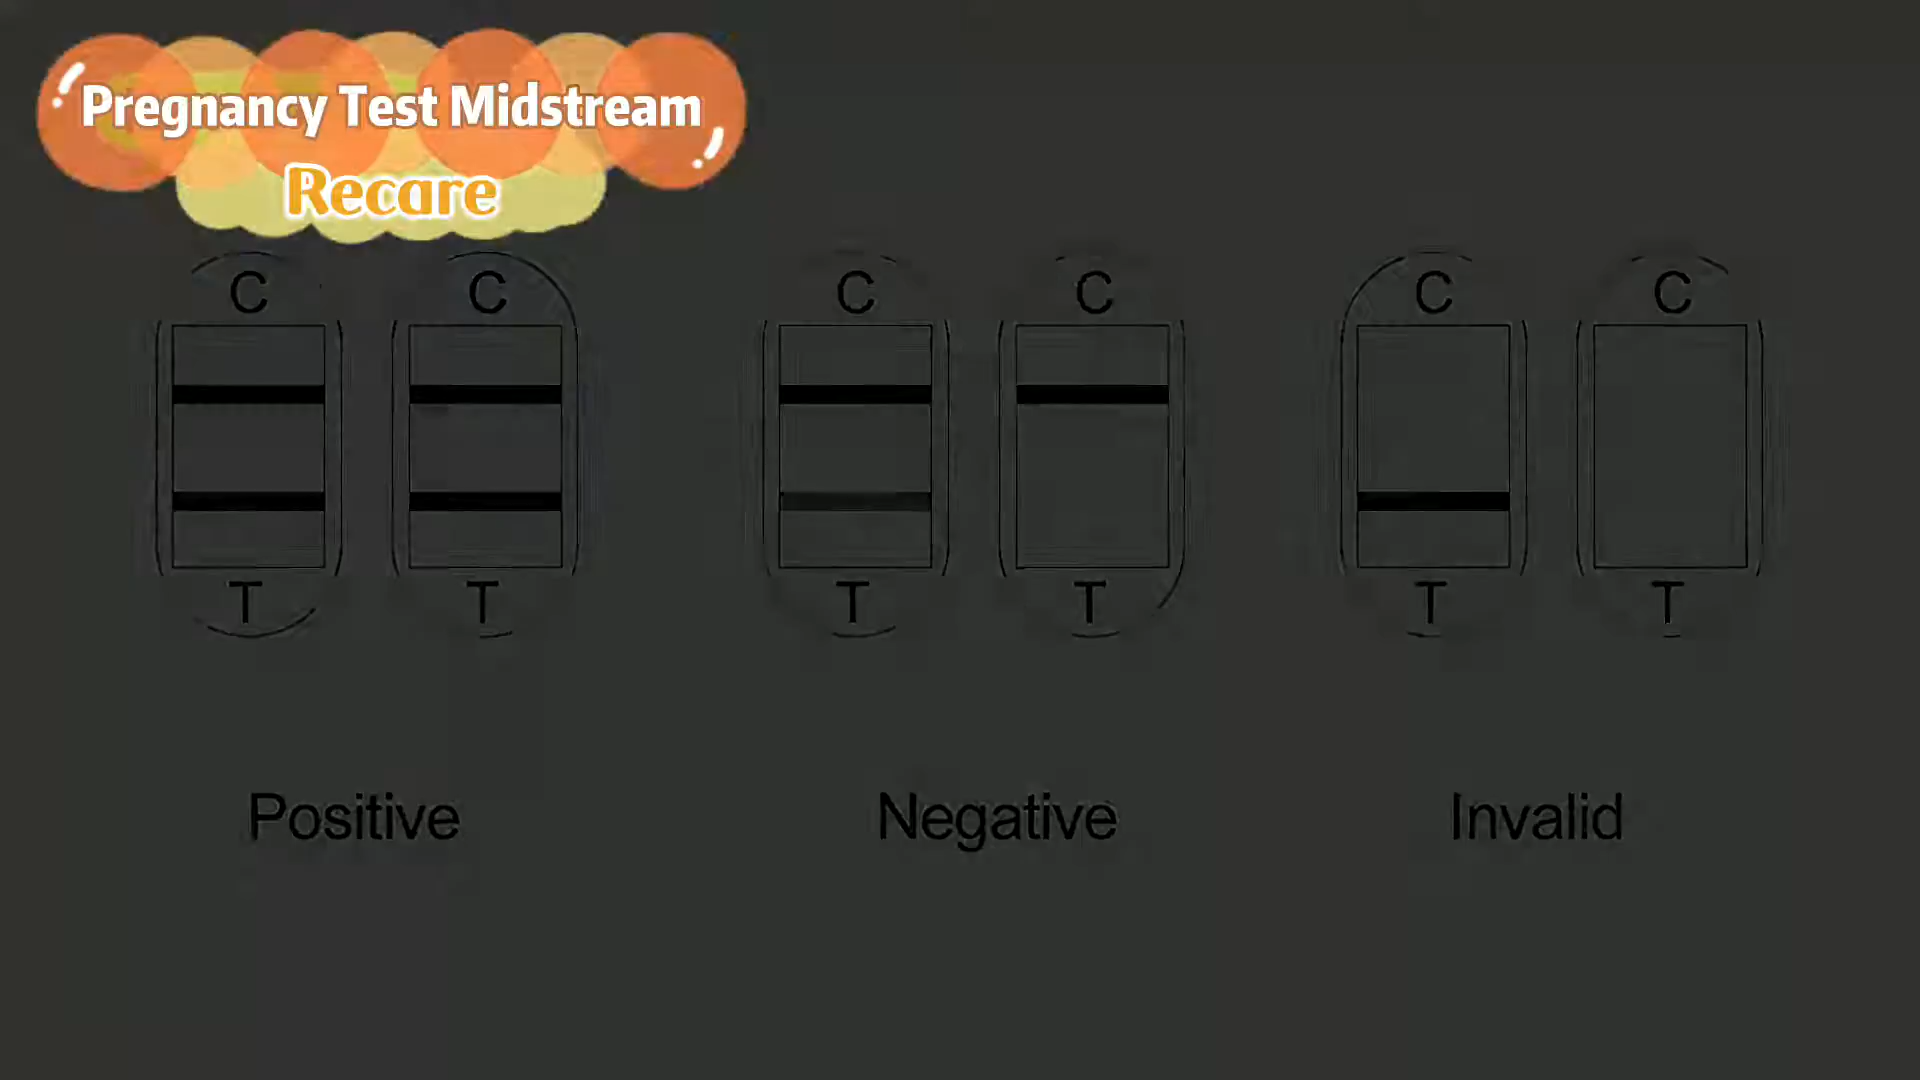 Pregnancy Test Midstream
Recare
C C C C C C
T T T T T T
Positive Negative Invalid